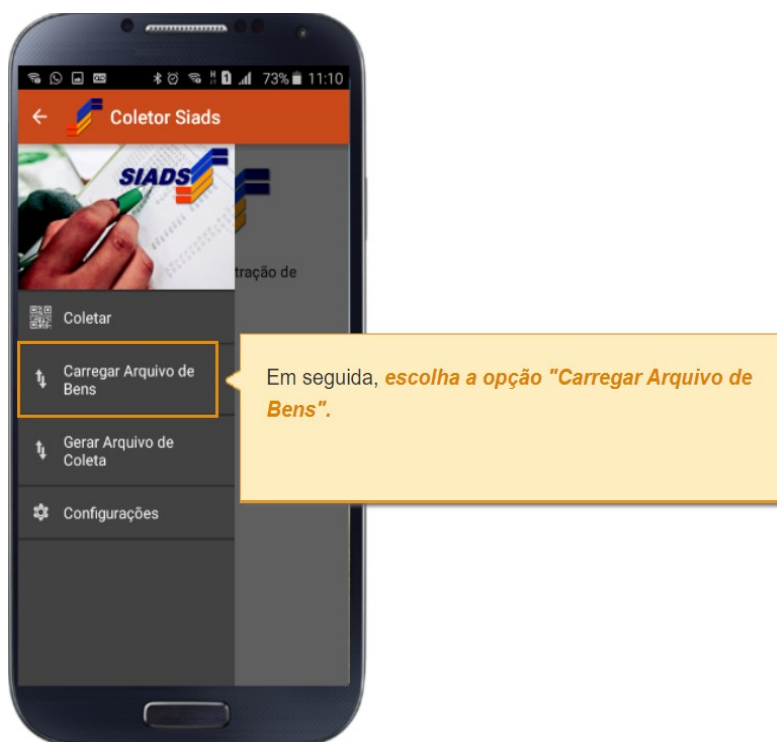 73% 11:10
Coletor Siads
SIADS
tração de
Coletar
Carregar Arquivo de
Bens
Gerar Arquivo de
Coleta
Configurações
Em seguida, escolha a opção "Carregar Arquivo de
Bens".